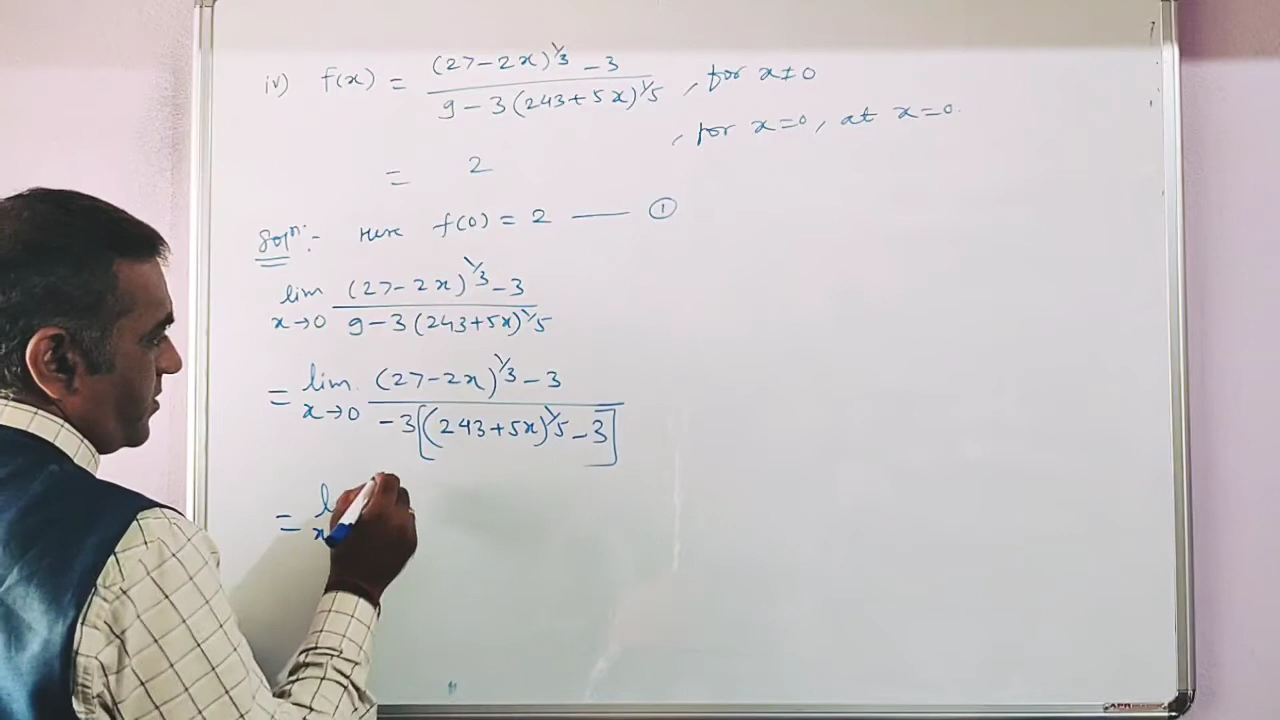 iv) f(x) = (27-2x)^1/3 - 3 / 9 - 3(243+5x)^1/5 , for x≠0
= 2 , for x=0, at x=0.
Solⁿ:- Here f(0) = 2 —— ①
lim x→0 (27-2x)^1/3 - 3 / 9-3(243+5x)^1/5
= lim. x→0 (27-2x)^1/3 - 3 / -3[(243+5x)^1/5 - 3]
= l x